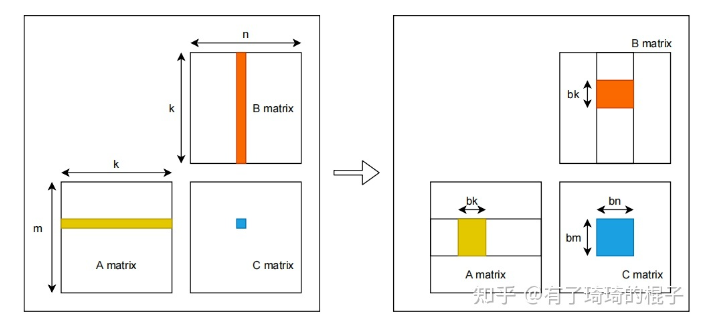 n
k
B matrix
k
m
A matrix
C matrix
B matrix
bk
bk
bn
bm
A matrix
C matrix
知乎 @有了琦琦的棍子